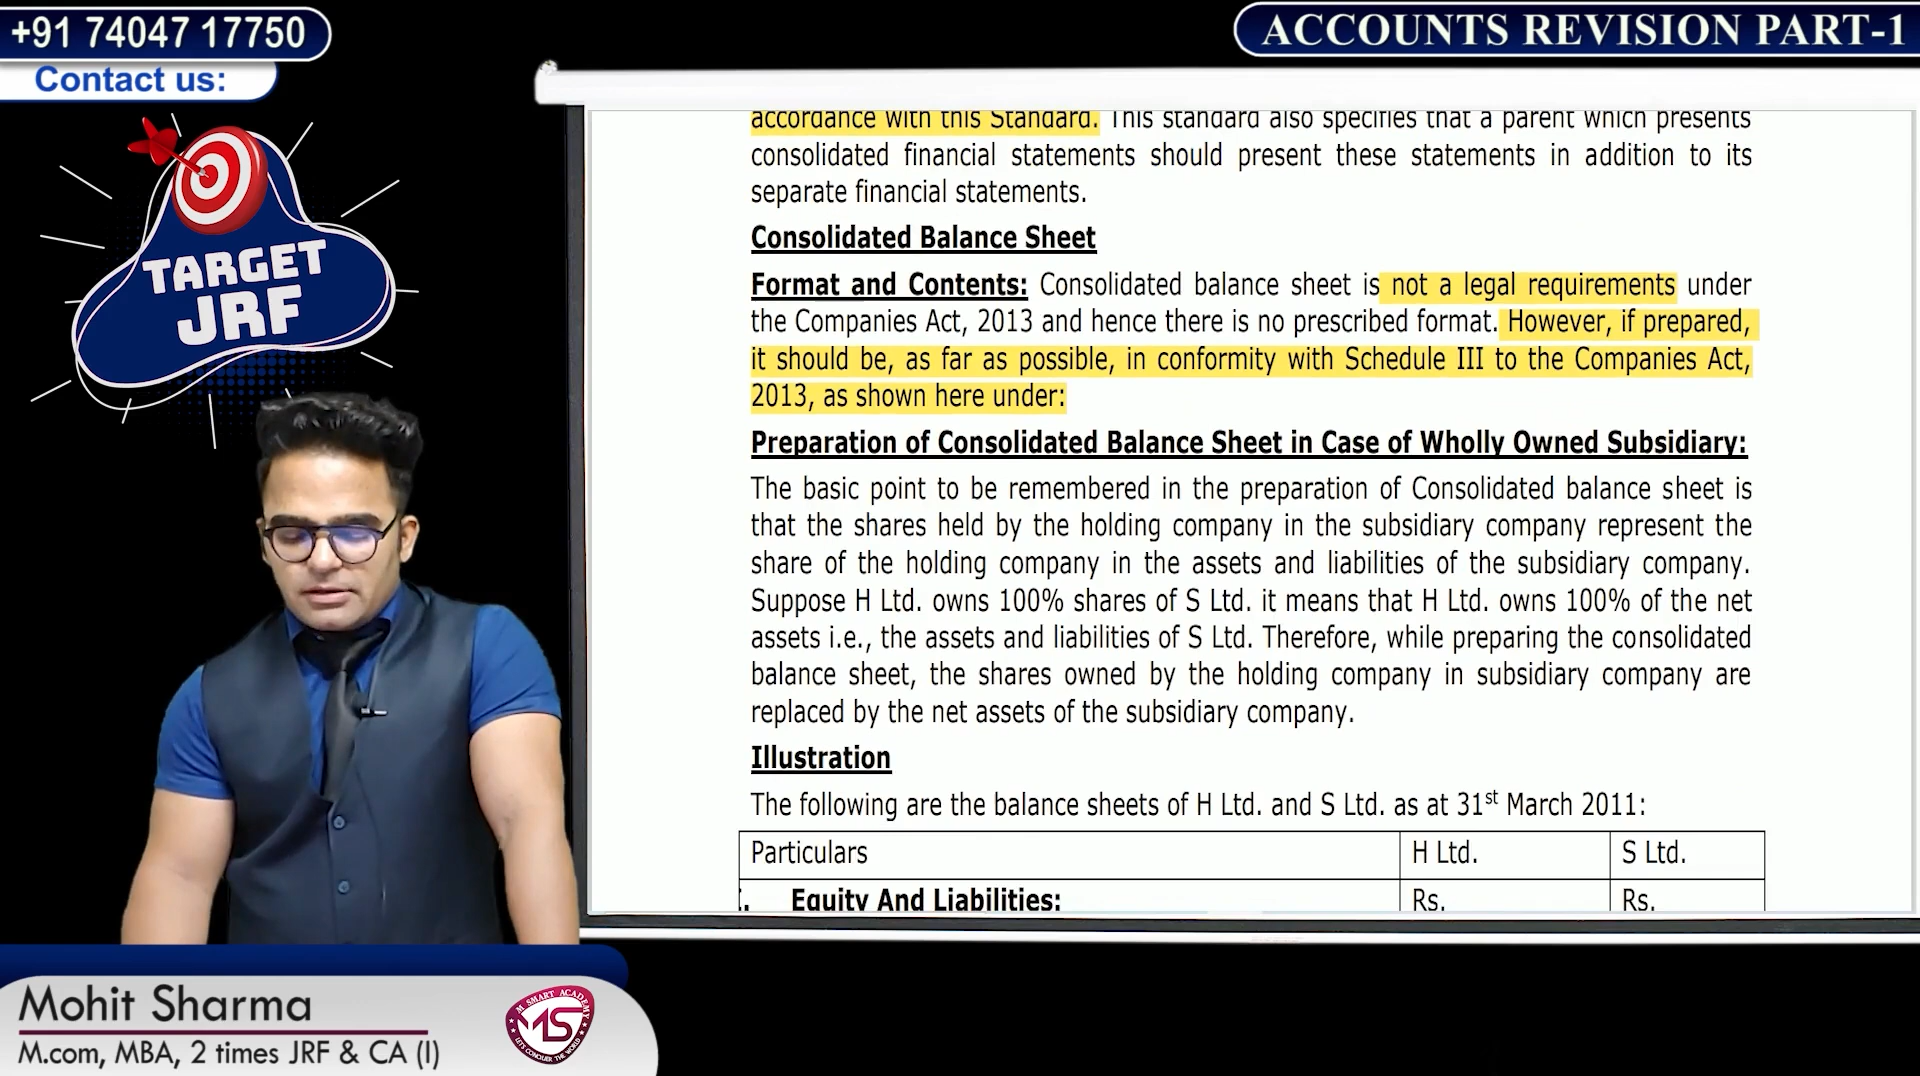 +91 74047 17750
Contact us:
ACCOUNTS REVISION PART-1
TARGET
JRF
accordance with this Standard. This standard also specifies that a parent which presents
consolidated financial statements should present these statements in addition to its
separate financial statements.
Consolidated Balance Sheet
Format and Contents: Consolidated balance sheet is not a legal requirements under
the Companies Act, 2013 and hence there is no prescribed format. However, if prepared,
it should be, as far as possible, in conformity with Schedule III to the Companies Act,
2013, as shown here under:
Preparation of Consolidated Balance Sheet in Case of Wholly Owned Subsidiary:
The basic point to be remembered in the preparation of Consolidated balance sheet is
that the shares held by the holding company in the subsidiary company represent the
share of the holding company in the assets and liabilities of the subsidiary company.
Suppose H Ltd. owns 100% shares of S Ltd. it means that H Ltd. owns 100% of the net
assets i.e., the assets and liabilities of S Ltd. Therefore, while preparing the consolidated
balance sheet, the shares owned by the holding company in subsidiary company are
replaced by the net assets of the subsidiary company.
Illustration
The following are the balance sheets of H Ltd. and S Ltd. as at 31st March 2011:
Particulars H Ltd. S Ltd.
I. Equity And Liabilities: Rs. Rs.
Mohit Sharma
M.com, MBA, 2 times JRF & CA (I)
M SMART ACADEMY
MS
LETS CONQUER THE WORLD